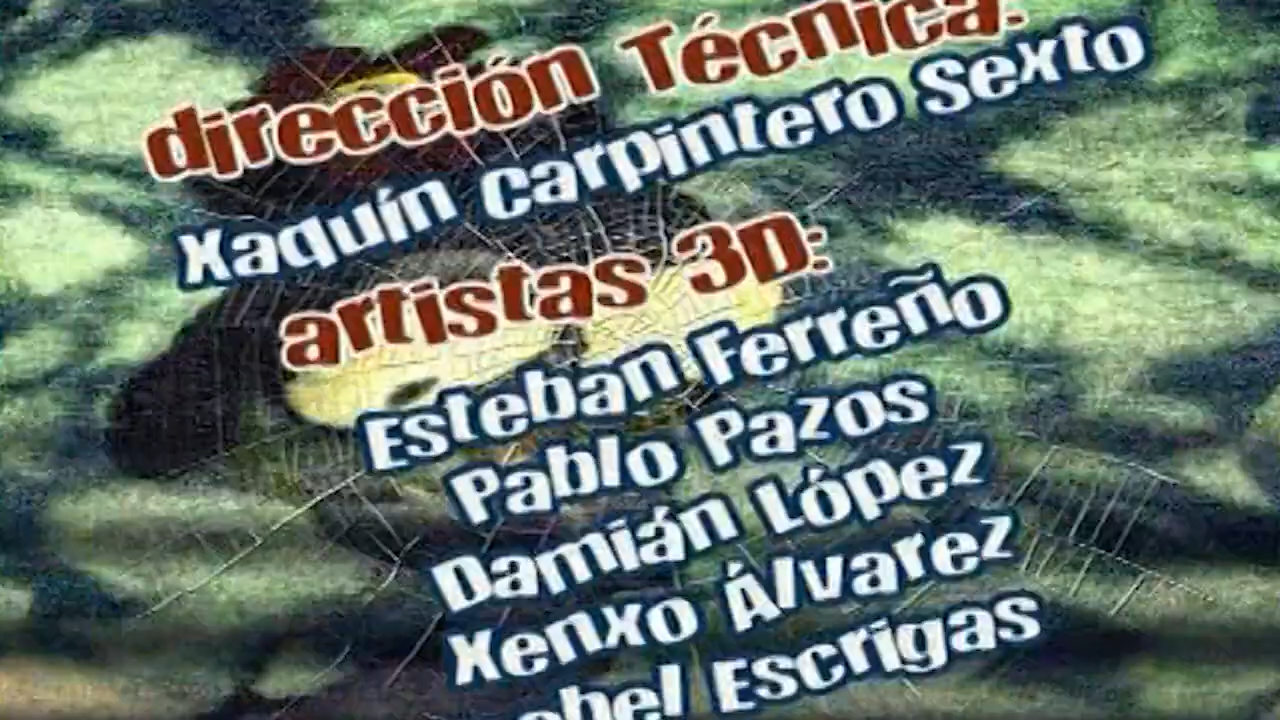 dirección Técnica:
Xaquín Carpintero Sexto
artistas 3D:
Esteban Ferreño
Pablo Pazos
Damián López
Xenxo Álvarez
Escrigas